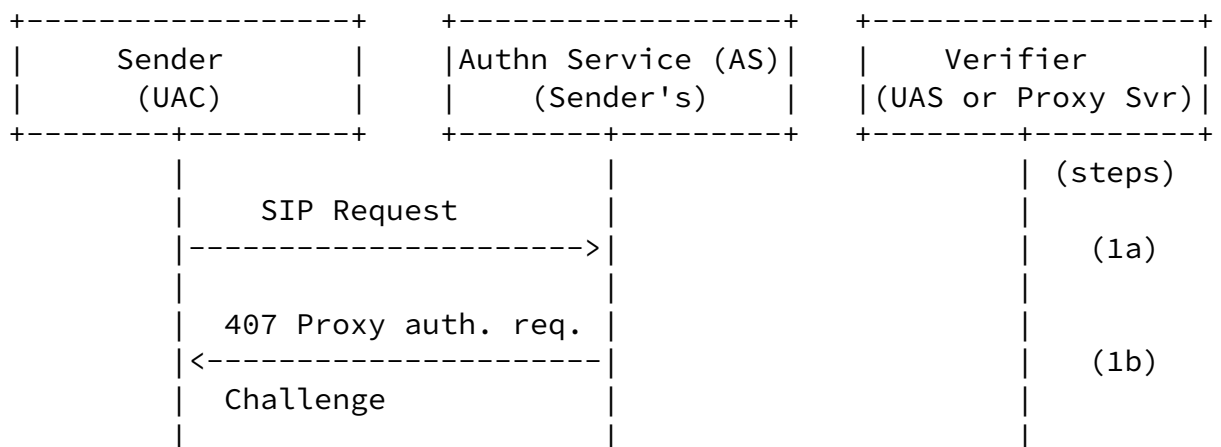 +------------------+    +------------------+   +------------------+
|     Sender       |    |Authn Service (AS)|   |    Verifier      |
|      (UAC)       |    |    (Sender's)    |   |(UAS or Proxy Svr)|
+--------+---------+    +--------+---------+   +--------+---------+
         |                       |                      | (steps)
         |    SIP Request        |                      |
         |---------------------->|                      |   (1a)
         |                       |                      |
         |  407 Proxy auth. req. |                      |
         |<----------------------|                      |   (1b)
         |  Challenge            |                      |
         |                       |                      |